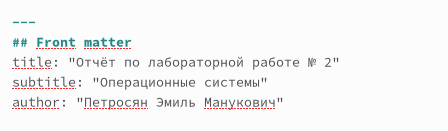 ---
## Front matter
title: "Отчёт по лабораторной работе № 2"
subtitle: "Операционные системы"
author: "Петросян Эмиль Манукович"